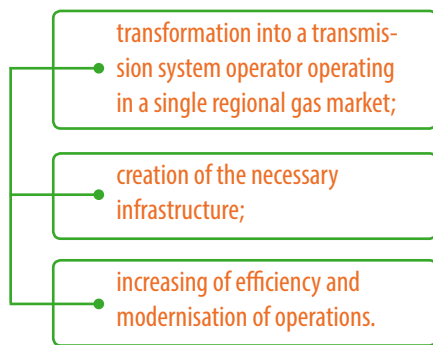 transformation into a transmis-
sion system operator operating
in a single regional gas market;
creation of the necessary
infrastructure;
increasing of efficiency and
modernisation of operations.